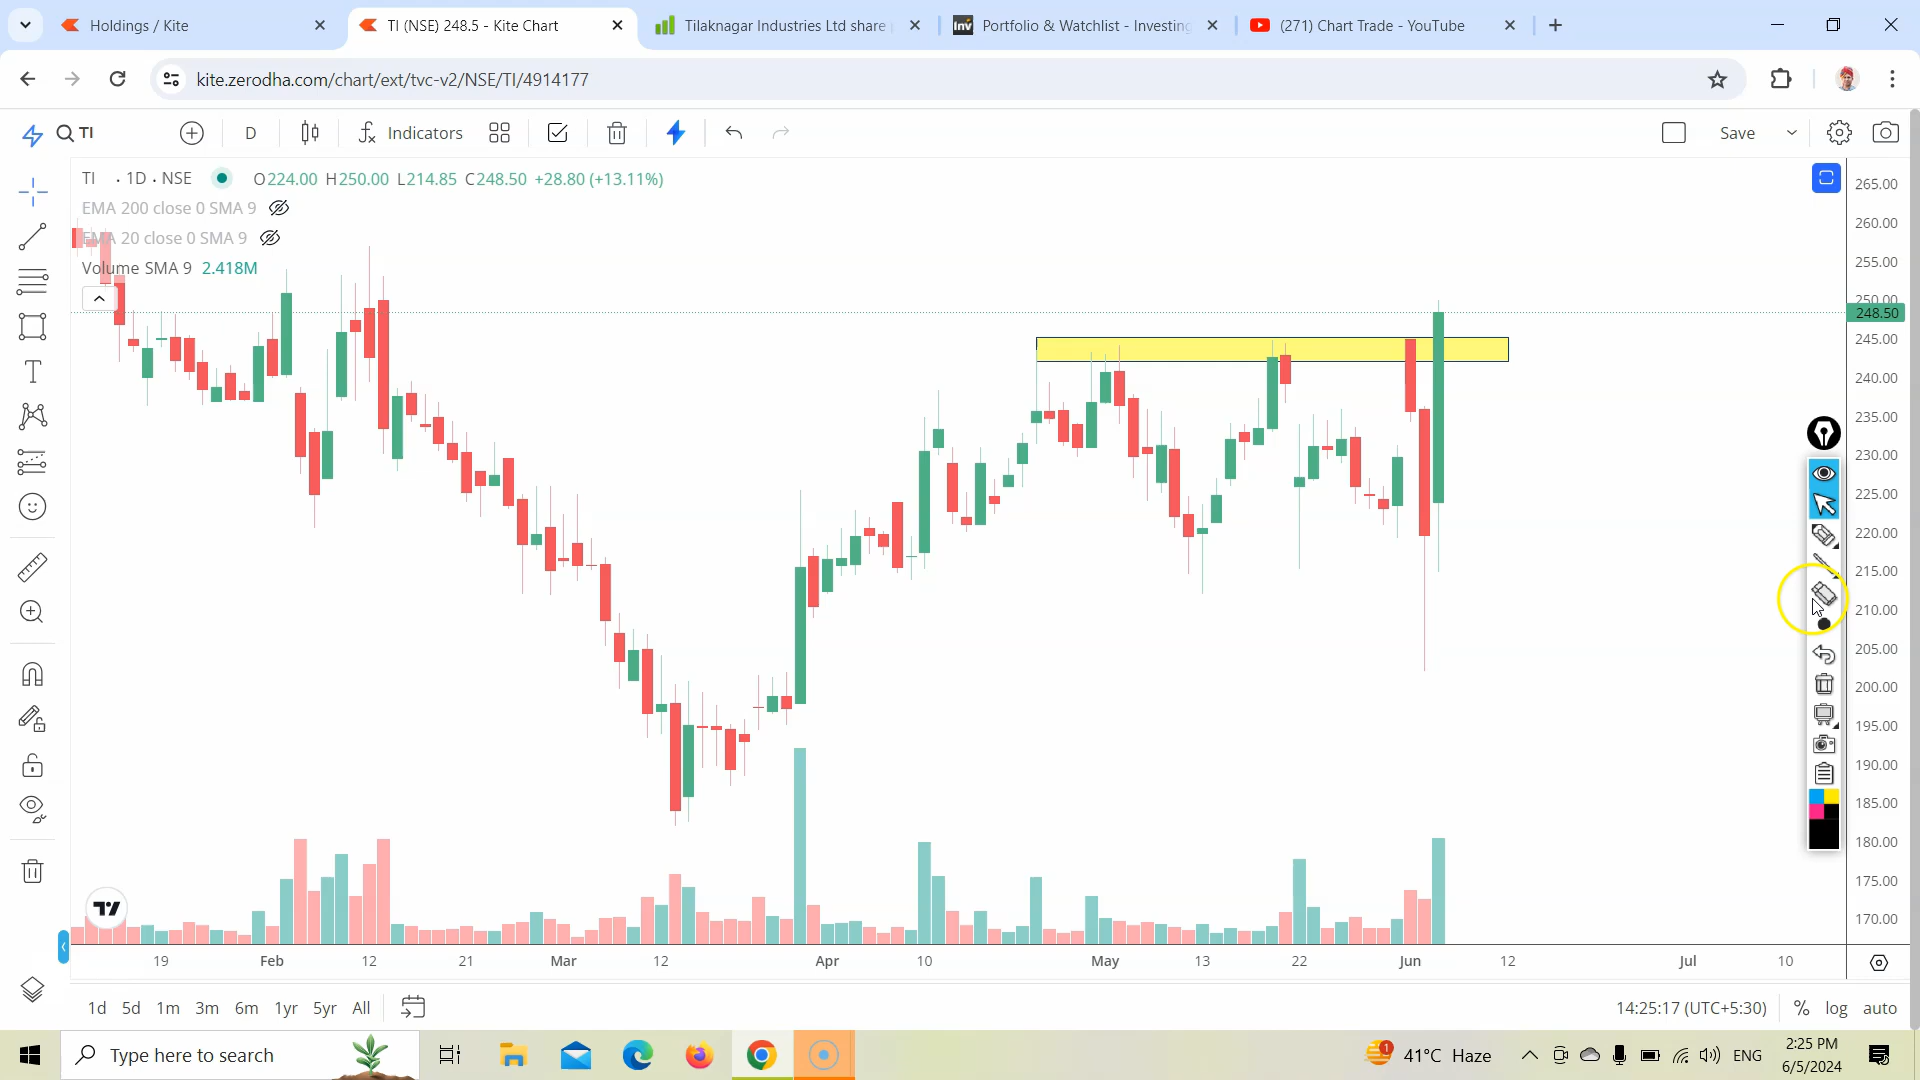 Holdings / Kite
TI (NSE) 248.5 - Kite Chart
Tilaknagar Industries Ltd share
Portfolio & Watchlist - Investing
(271) Chart Trade - YouTube
kite.zerodha.com/chart/ext/tvc-v2/NSE/TI/4914177
TI
D
Indicators
Save
TI · 1D · NSE O224.00 H250.00 L214.85 C248.50 +28.80 (+13.11%)
EMA 200 close 0 SMA 9
EMA 20 close 0 SMA 9
Volume SMA 9 2.418M
265.00
260.00
255.00
250.00
248.50
245.00
240.00
235.00
230.00
225.00
220.00
215.00
210.00
205.00
200.00
195.00
190.00
185.00
180.00
175.00
170.00
19 Feb 12 21 Mar 12 Apr 10 May 13 22 Jun 12 Jul 10
1d 5d 1m 3m 6m 1yr 5yr All
14:25:17 (UTC+5:30) % log auto
Type here to search
41°C Haze
ENG
2:25 PM
6/5/2024